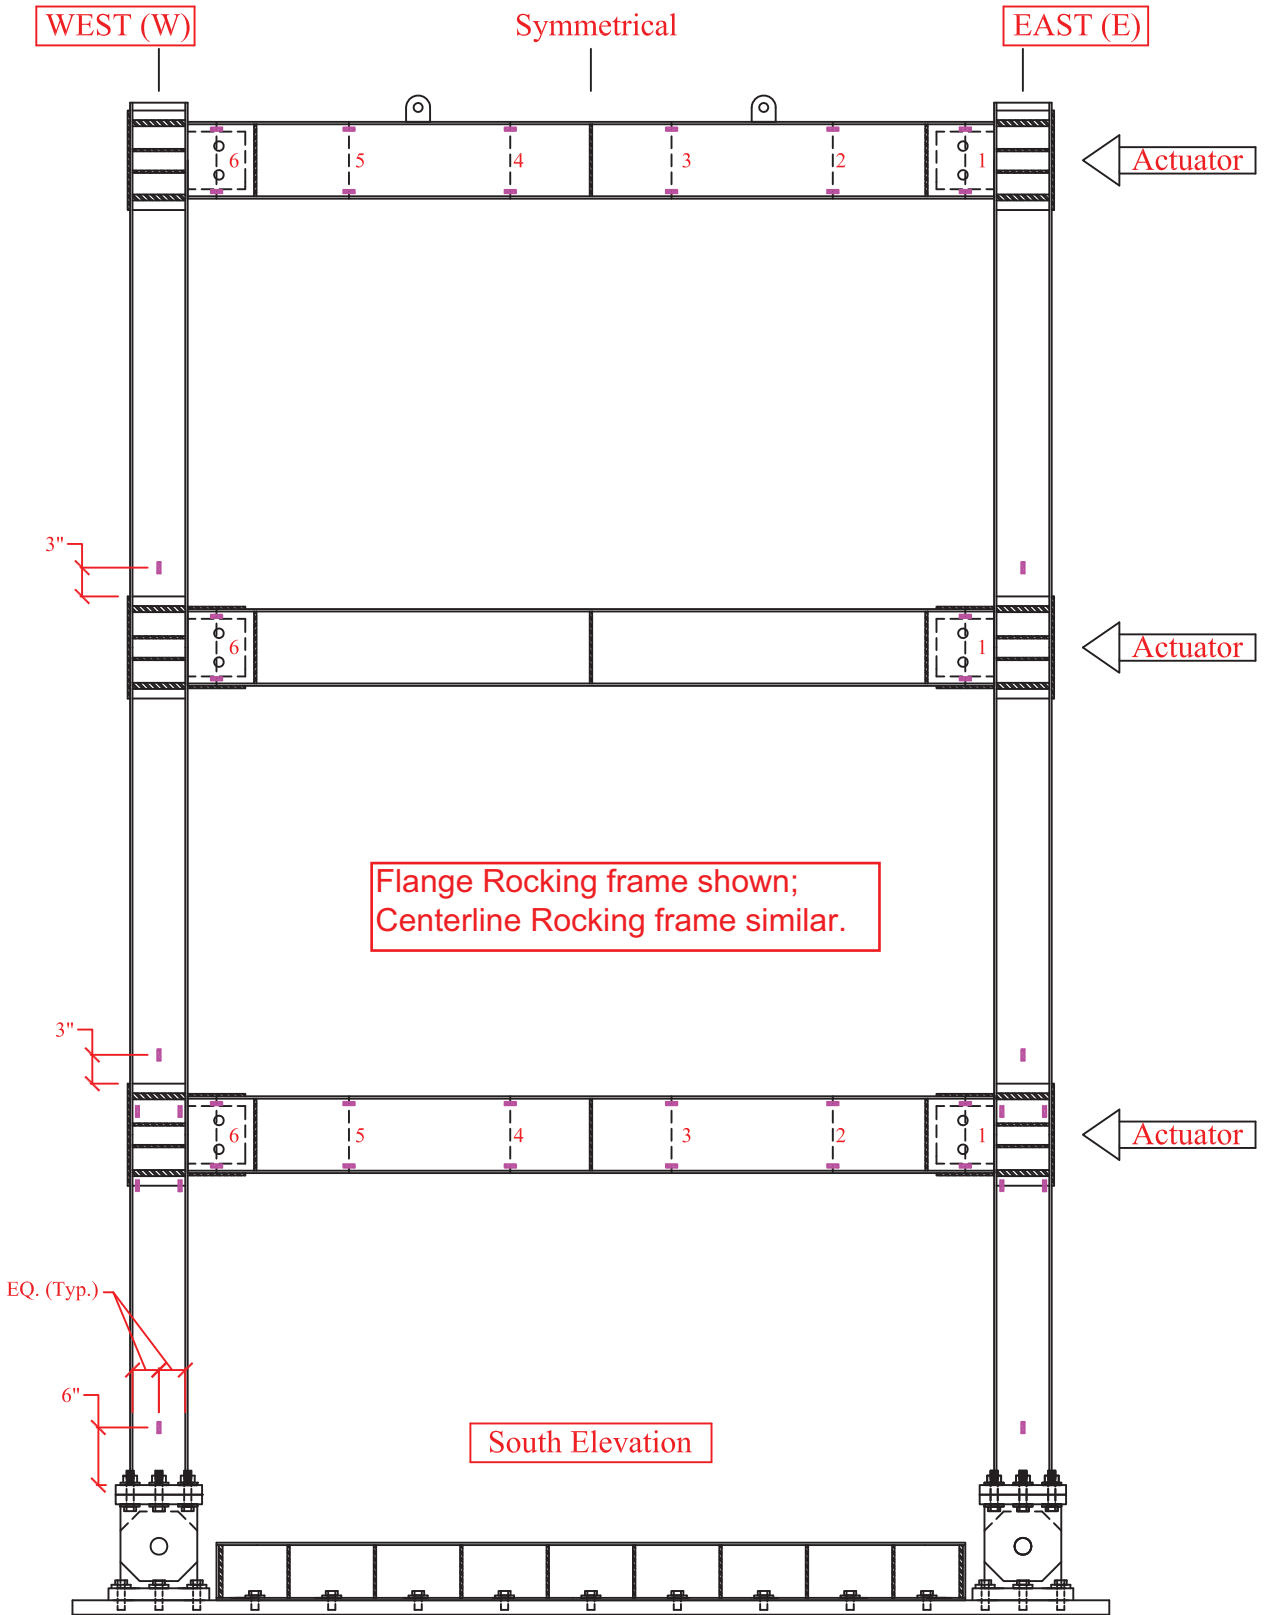 WEST (W)
Symmetrical
EAST (E)
6
5
4
3
2
1
Actuator
3"
6
1
Actuator
Flange Rocking frame shown;
Centerline Rocking frame similar.
3"
6
5
4
3
2
1
Actuator
EQ. (Typ.)
6"
South Elevation